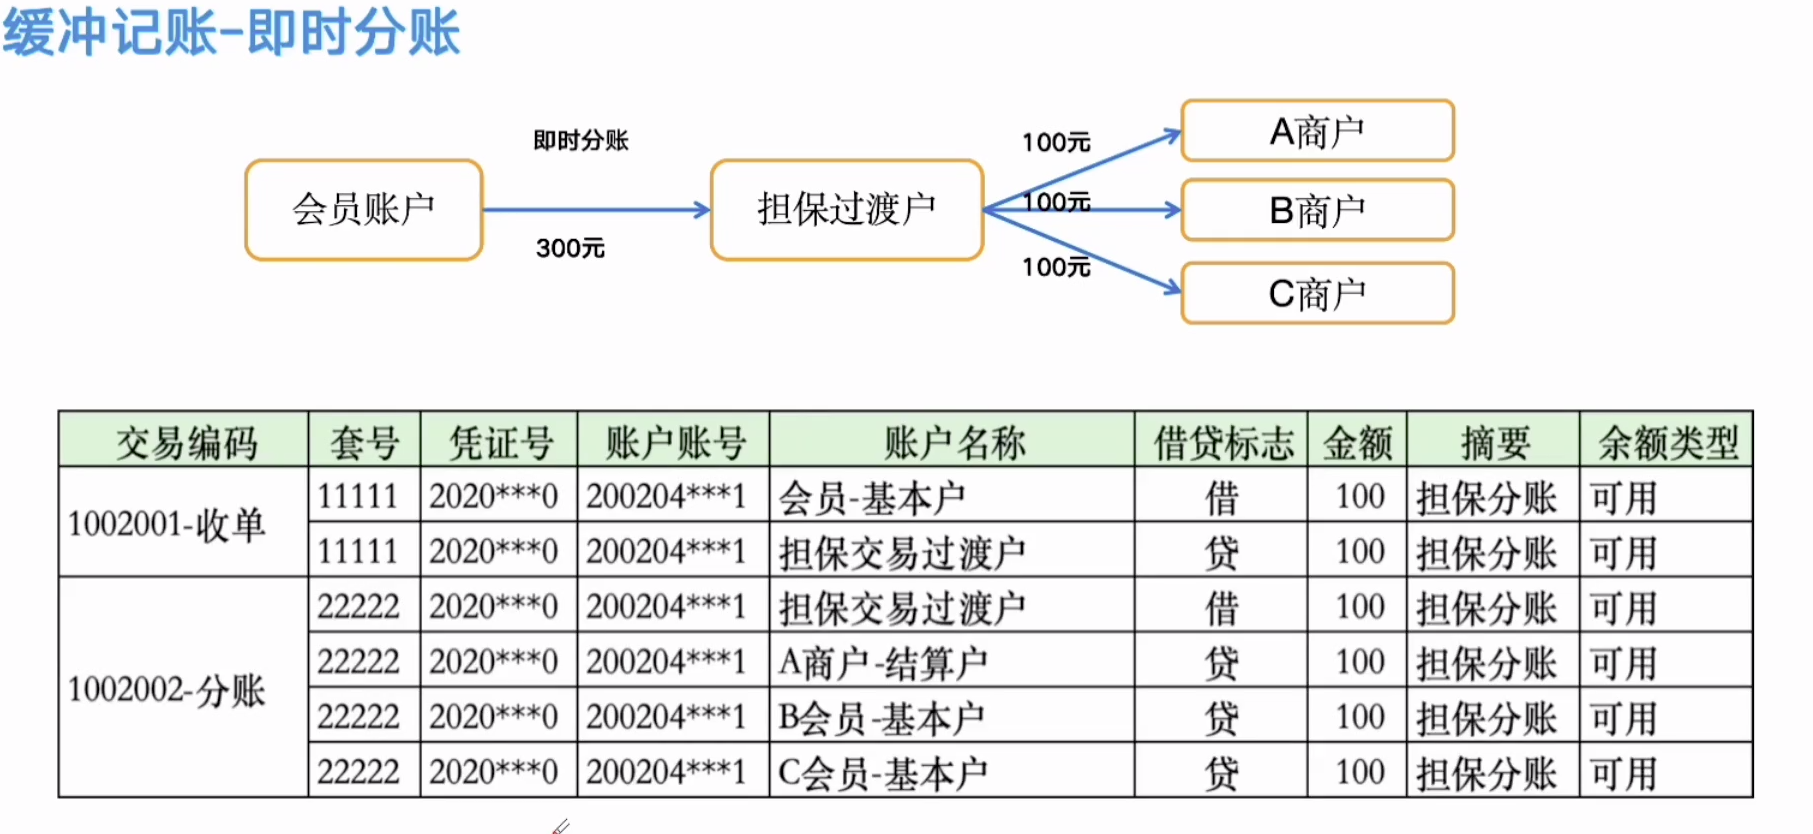 缓冲记账-即时分账
即时分账
会员账户
300元
担保过渡户
100元
100元
100元
A商户
B商户
C商户
交易编码 套号 凭证号 账户账号 账户名称 借贷标志 金额 摘要 余额类型
1002001-收单 11111 2020***0 200204***1 会员-基本户 借 100 担保分账 可用
11111 2020***0 200204***1 担保交易过渡户 贷 100 担保分账 可用
1002002-分账 22222 2020***0 200204***1 担保交易过渡户 借 100 担保分账 可用
22222 2020***0 200204***1 A商户-结算户 贷 100 担保分账 可用
22222 2020***0 200204***1 B会员-基本户 贷 100 担保分账 可用
22222 2020***0 200204***1 C会员-基本户 贷 100 担保分账 可用